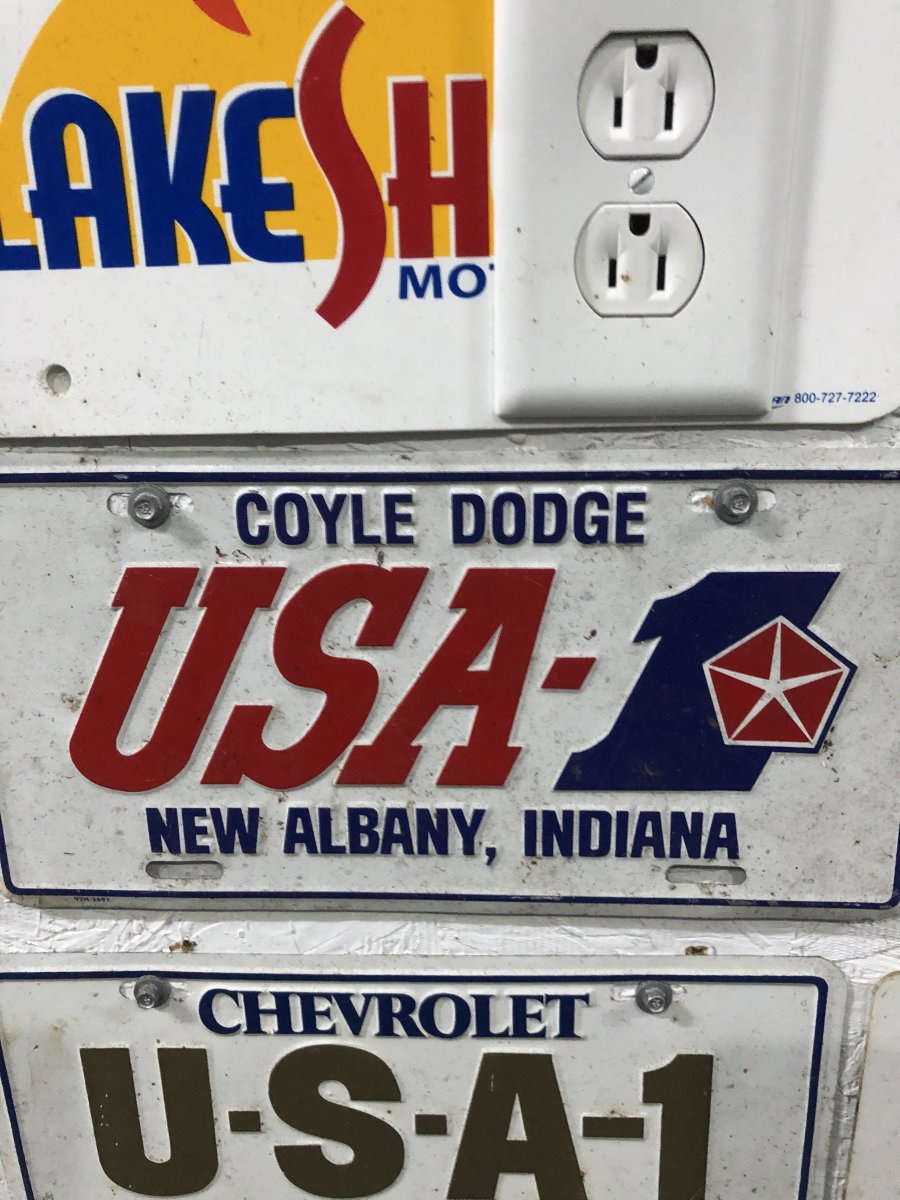 LAKESH
MO
800-727-7222
COYLE DODGE
USA-1
NEW ALBANY, INDIANA
CHEVROLET
U-S-A-1